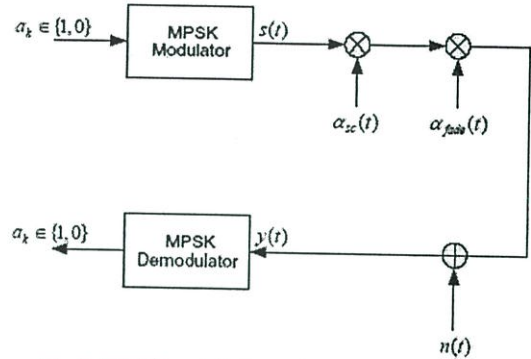 a_k ∈ {1, 0}
MPSK
Modulator
s(t)
α_sc(t)
α_fade(t)
a_k ∈ {1, 0}
MPSK
Demodulator
y(t)
n(t)